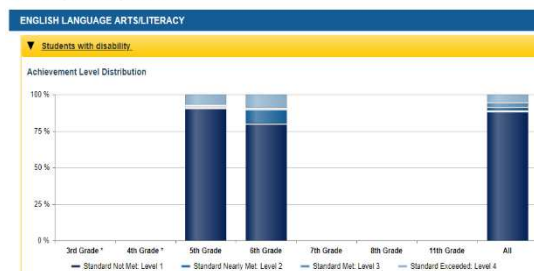 ENGLISH LANGUAGE ARTS/LITERACY
▼ Students with disability
Achievement Level Distribution
100 %
75 %
50 %
25 %
0 %
3rd Grade * 4th Grade * 5th Grade 6th Grade 7th Grade 8th Grade 11th Grade All
Standard Not Met: Level 1 Standard Nearly Met: Level 2 Standard Met: Level 3 Standard Exceeded: Level 4